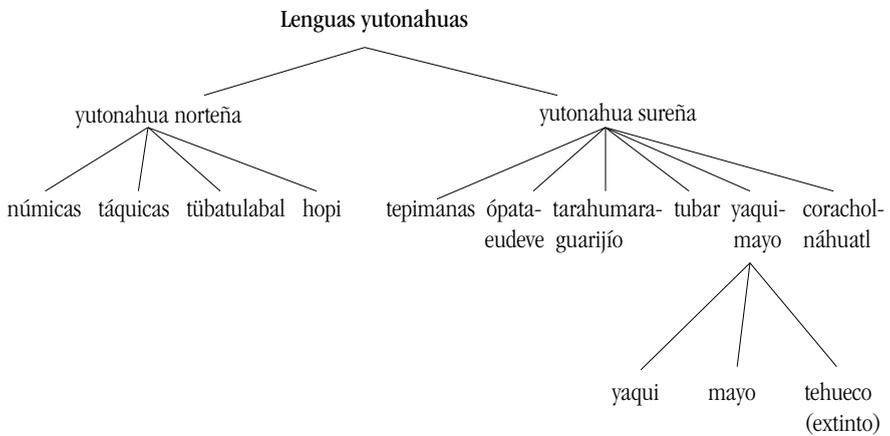 Lenguas yutonahuas
yutonahua norteña yutonahua sureña
númicas táquicas tübatulabal hopi tepimanas ópata- tarahumara- tubar yaqui- corachol-
eudeve guarijío mayo náhuatl
yaqui mayo tehueco
(extinto)